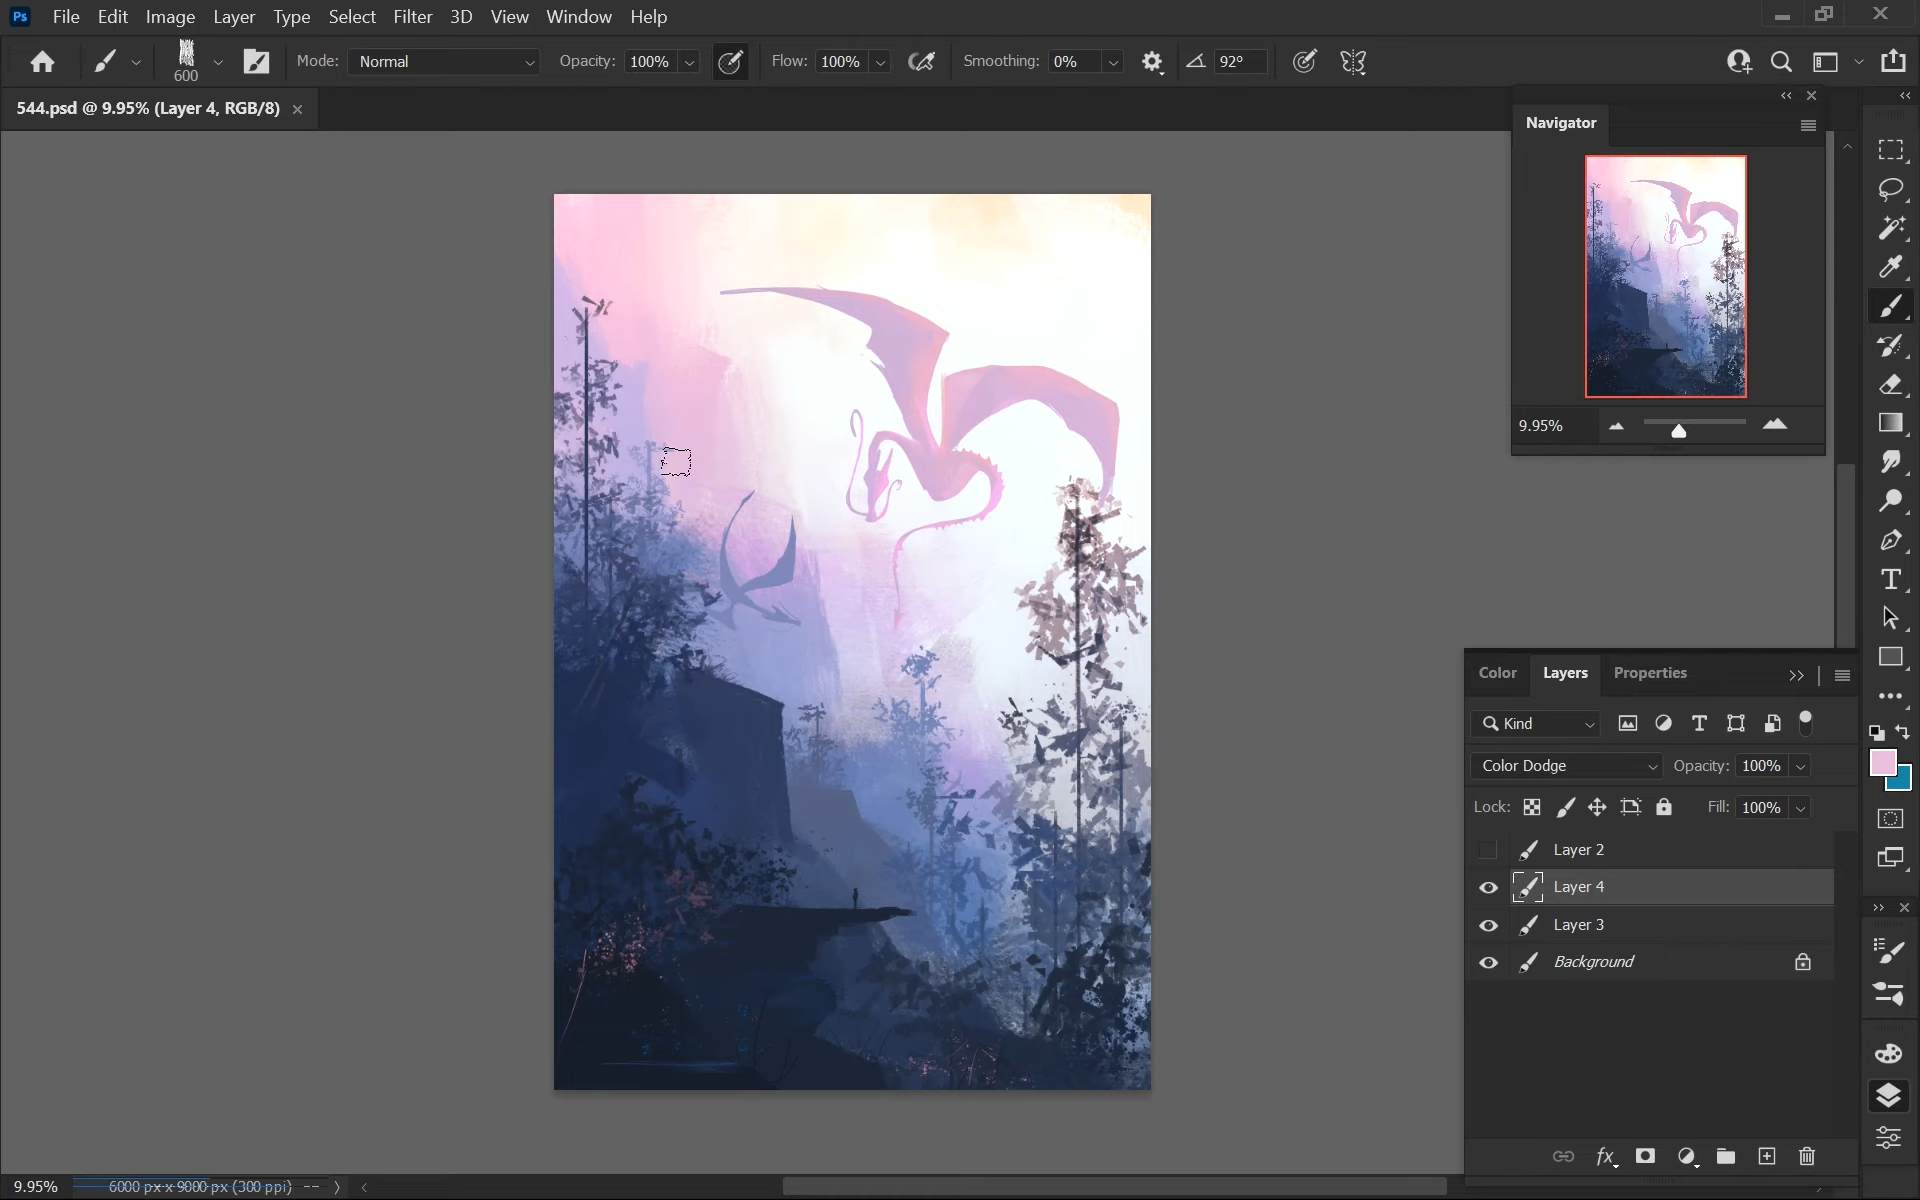 Ps File Edit Image Layer Type Select Filter 3D View Window Help
600 Mode: Normal Opacity: 100% Flow: 100% Smoothing: 0% 92°
544.psd @ 9.95% (Layer 4, RGB/8)
Navigator
9.95%
Color Layers Properties
Kind
Color Dodge Opacity: 100%
Lock: Fill: 100%
Layer 2
Layer 4
Layer 3
Background
fx
9.95% 6000 px x 9000 px (300 ppi)